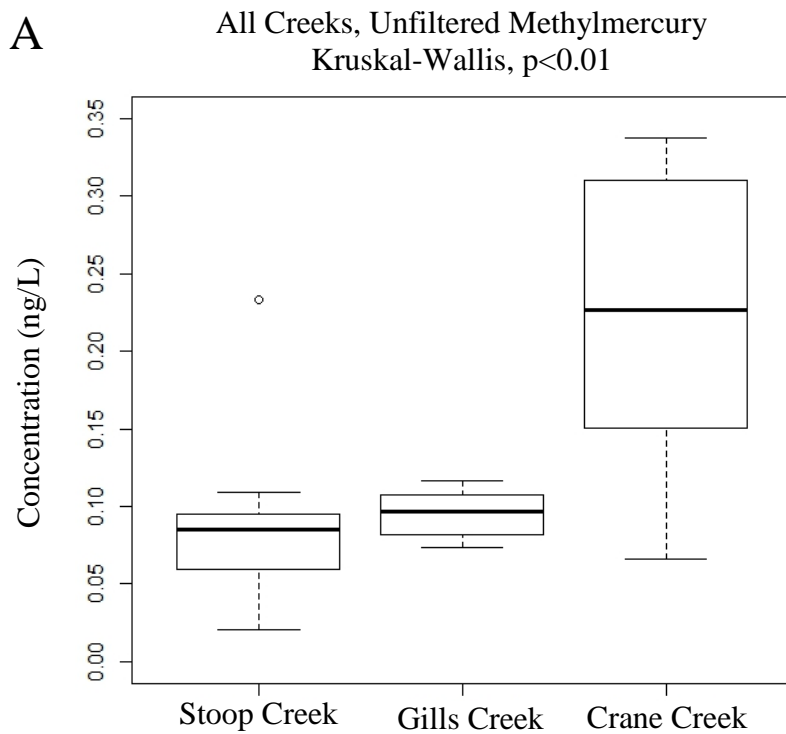 A
All Creeks, Unfiltered Methylmercury
Kruskal-Wallis, p<0.01
Concentration (ng/L)
0.35
0.30
0.25
0.20
0.15
0.10
0.05
0.00
Stoop Creek
Gills Creek
Crane Creek